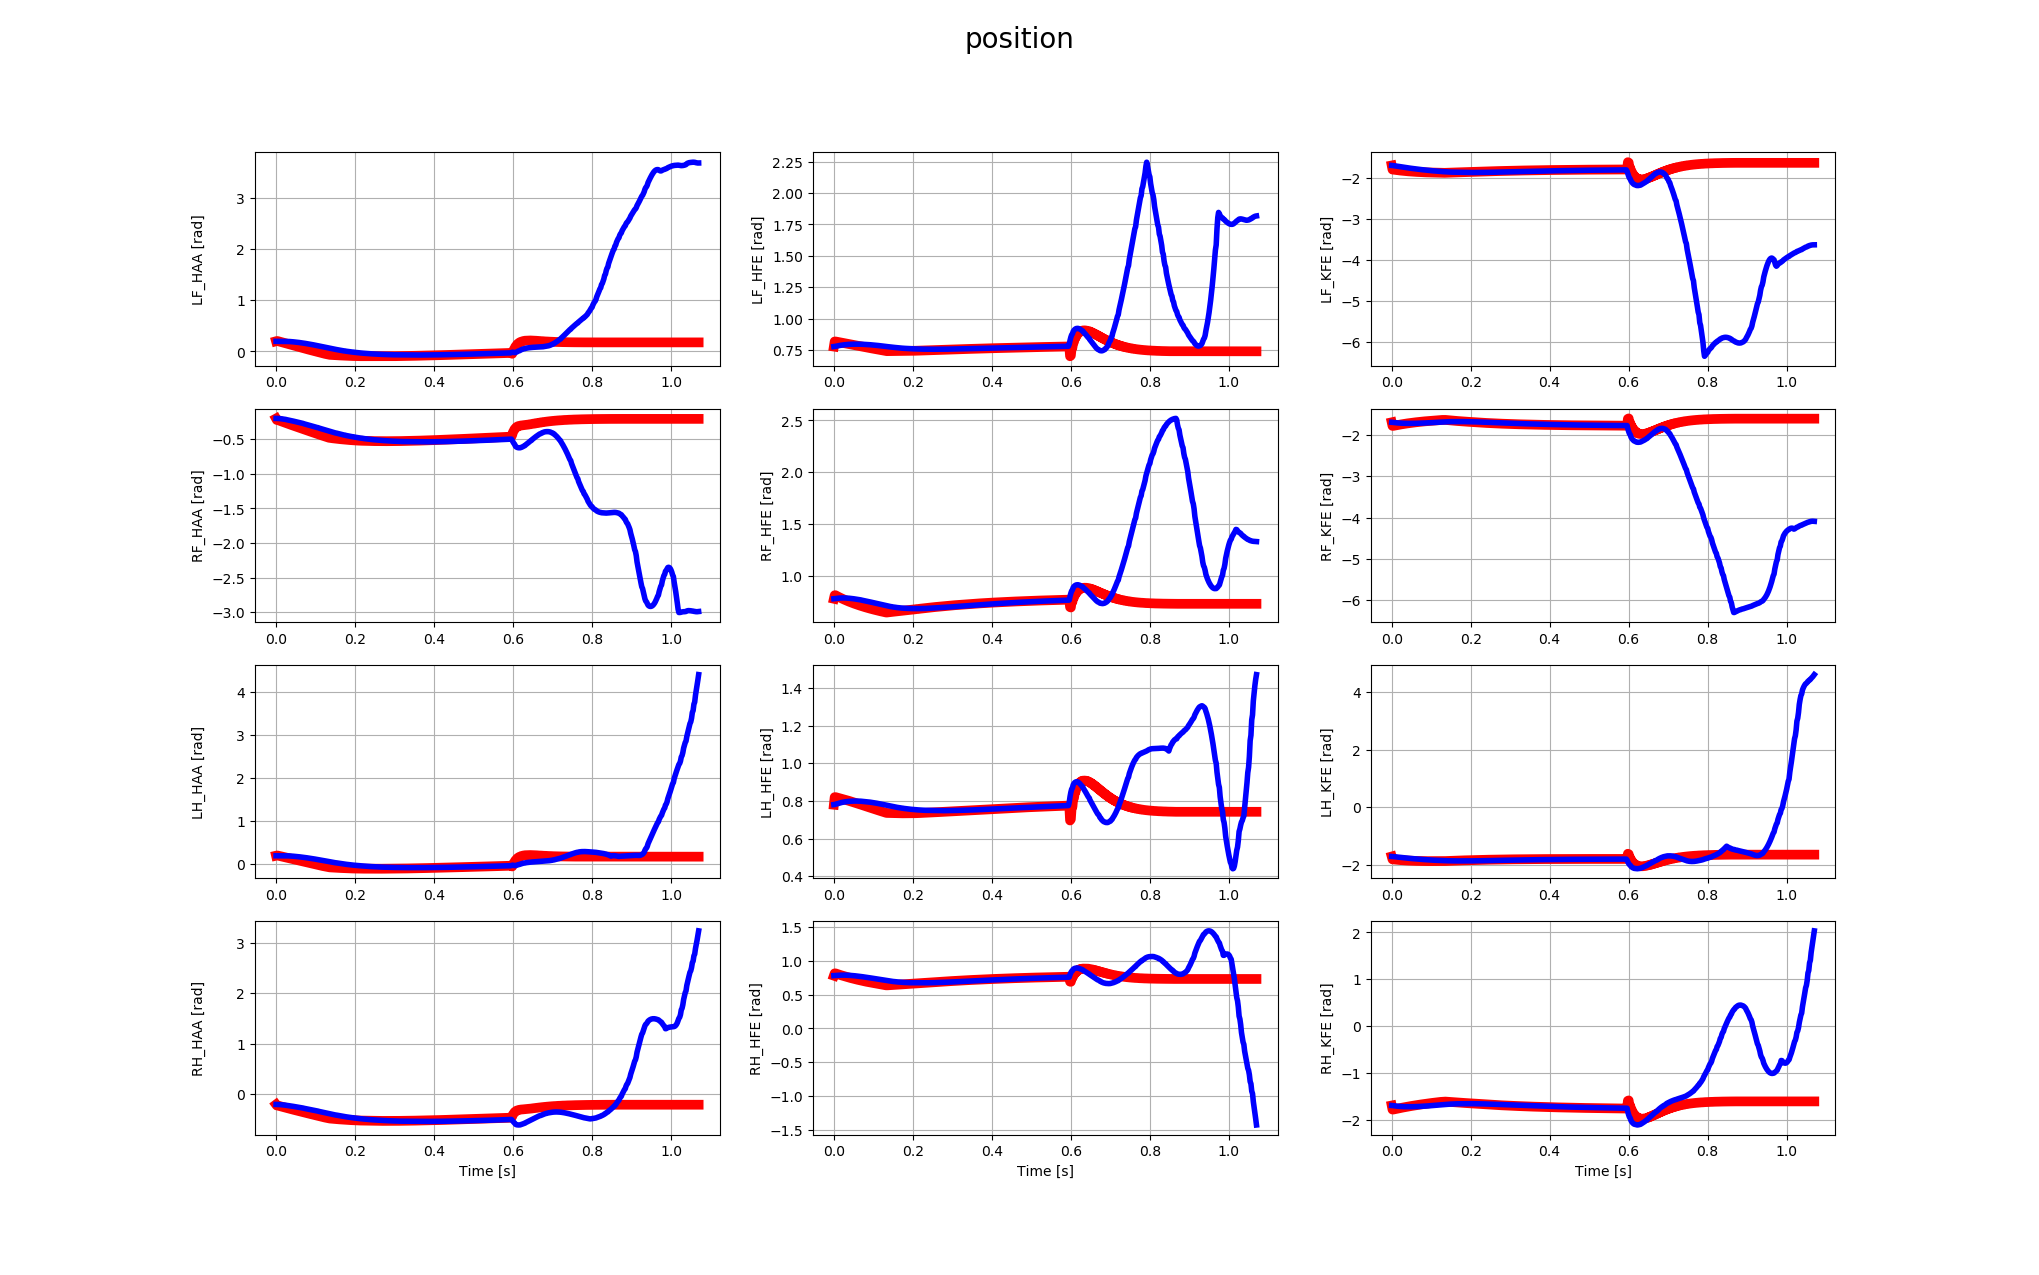 position
LF_HAA [rad]
3
2
1
0
0.0 0.2 0.4 0.6 0.8 1.0
LF_HFE [rad]
2.25
2.00
1.75
1.50
1.25
1.00
0.75
0.0 0.2 0.4 0.6 0.8 1.0
LF_KFE [rad]
−2
−3
−4
−5
−6
0.0 0.2 0.4 0.6 0.8 1.0
RF_HAA [rad]
−0.5
−1.0
−1.5
−2.0
−2.5
−3.0
0.0 0.2 0.4 0.6 0.8 1.0
RF_HFE [rad]
2.5
2.0
1.5
1.0
0.0 0.2 0.4 0.6 0.8 1.0
RF_KFE [rad]
−2
−3
−4
−5
−6
0.0 0.2 0.4 0.6 0.8 1.0
LH_HAA [rad]
4
3
2
1
0
0.0 0.2 0.4 0.6 0.8 1.0
LH_HFE [rad]
1.4
1.2
1.0
0.8
0.6
0.4
0.0 0.2 0.4 0.6 0.8 1.0
LH_KFE [rad]
4
2
0
−2
0.0 0.2 0.4 0.6 0.8 1.0
RH_HAA [rad]
3
2
1
0
0.0 0.2 0.4 0.6 0.8 1.0
Time [s]
RH_HFE [rad]
1.5
1.0
0.5
0.0
−0.5
−1.0
−1.5
0.0 0.2 0.4 0.6 0.8 1.0
Time [s]
RH_KFE [rad]
2
1
0
−1
−2
0.0 0.2 0.4 0.6 0.8 1.0
Time [s]